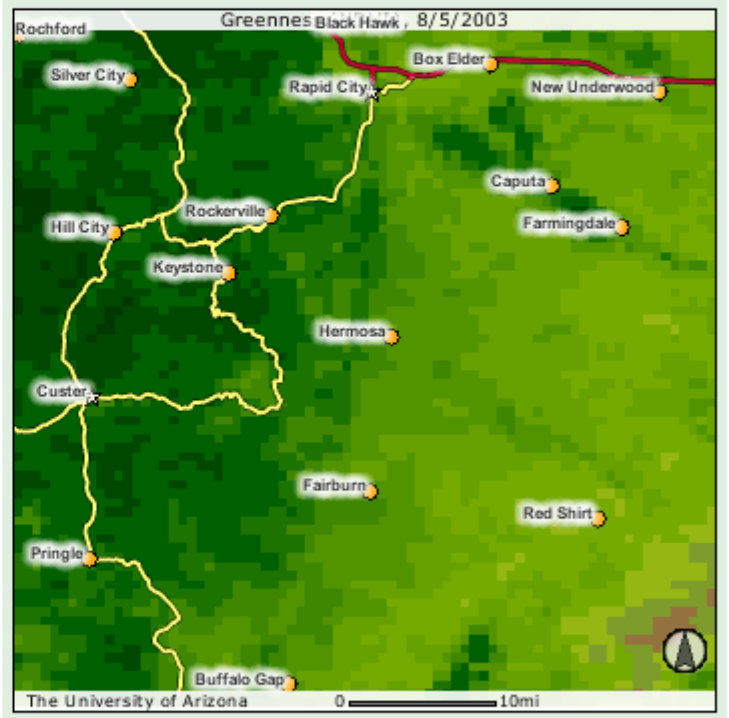 Greennes
, 8/5/2003
Black Hawk
Rochford
Box Elder
Silver City
Rapid City
New Underwood
Caputa
Rockerville
Farmingdale
Hill City
Keystone
Hermosa
Custer
Fairburn
Red Shirt
Pringle
Buffalo Gap
The University of Arizona
0
10mi